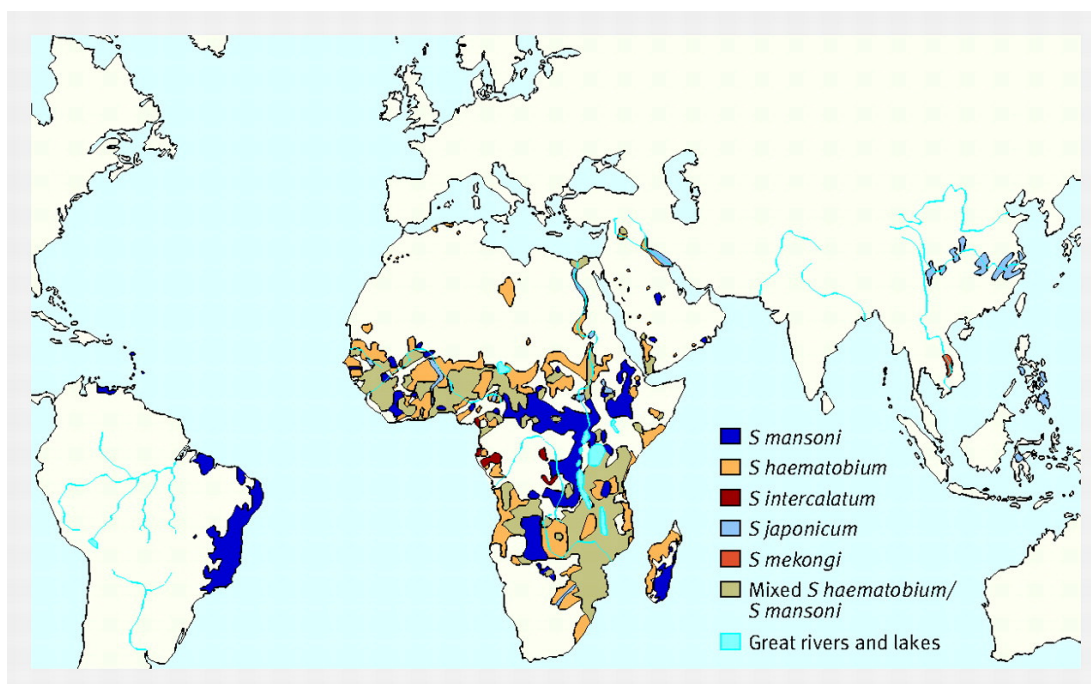 S mansoni
S haematobium
S intercalatum
S japonicum
S mekongi
Mixed S haematobium/
S mansoni
Great rivers and lakes